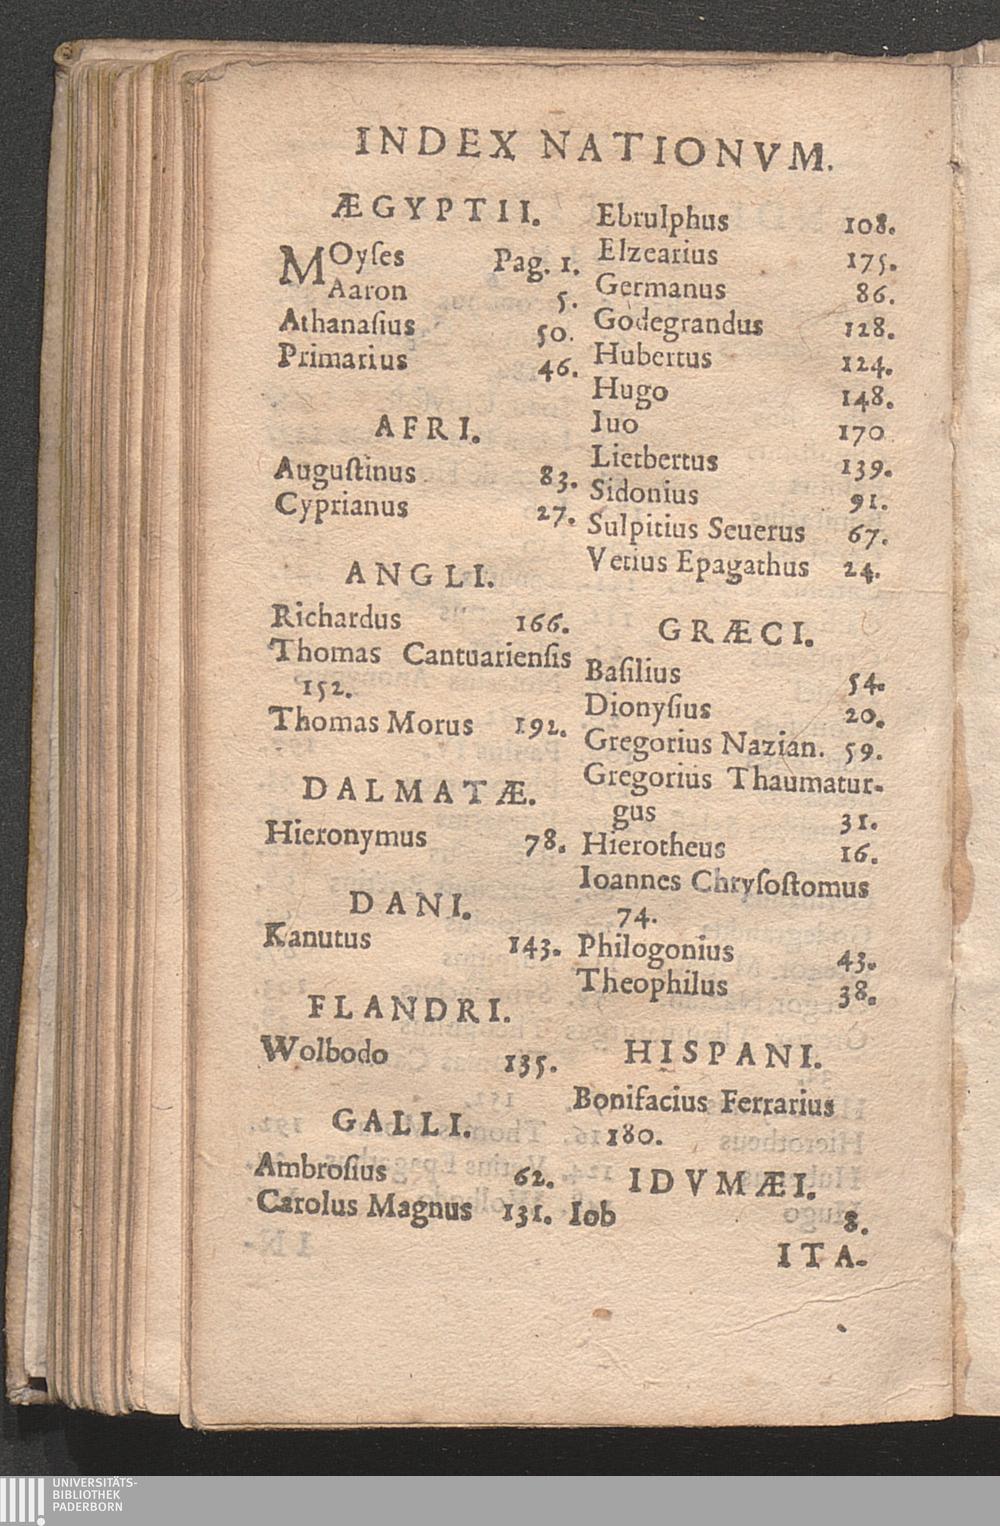 INDEX NATIONVM.
ÆGYPTII.
MOyſes Pag. 1.
Aaron 5.
Athanaſius 50.
Primarius 46.
AFRI.
Auguſtinus 83.
Cyprianus 27.
ANGLI.
Richardus 166.
Thomas Cantuarienſis
152.
Thomas Morus 192.
DALMATÆ.
Hieronymus 78.
DANI.
Kanutus 143.
FLANDRI.
Wolbodo 135.
GALLI.
Ambroſius 62.
Carolus Magnus 131.
Ebrulphus 108.
Elzearius 175.
Germanus 86.
Godegrandus 128.
Hubertus 124.
Hugo 148.
Iuo 170
Lietbertus 139.
Sidonius 91.
Sulpitius Seuerus 67.
Vetius Epagathus 24.
GRÆCI.
Baſilius 54.
Dionyſius 20.
Gregorius Nazian. 59.
Gregorius Thaumatur-
gus 31.
Hierotheus 16.
Ioannes Chryſoſtomus
74.
Philogonius 43.
Theophilus 38.
HISPANI.
Bonifacius Ferrarius
180.
IDVMÆI.
Iob 8.
ITA-
UNIVERSITÄTS-
BIBLIOTHEK
PADERBORN